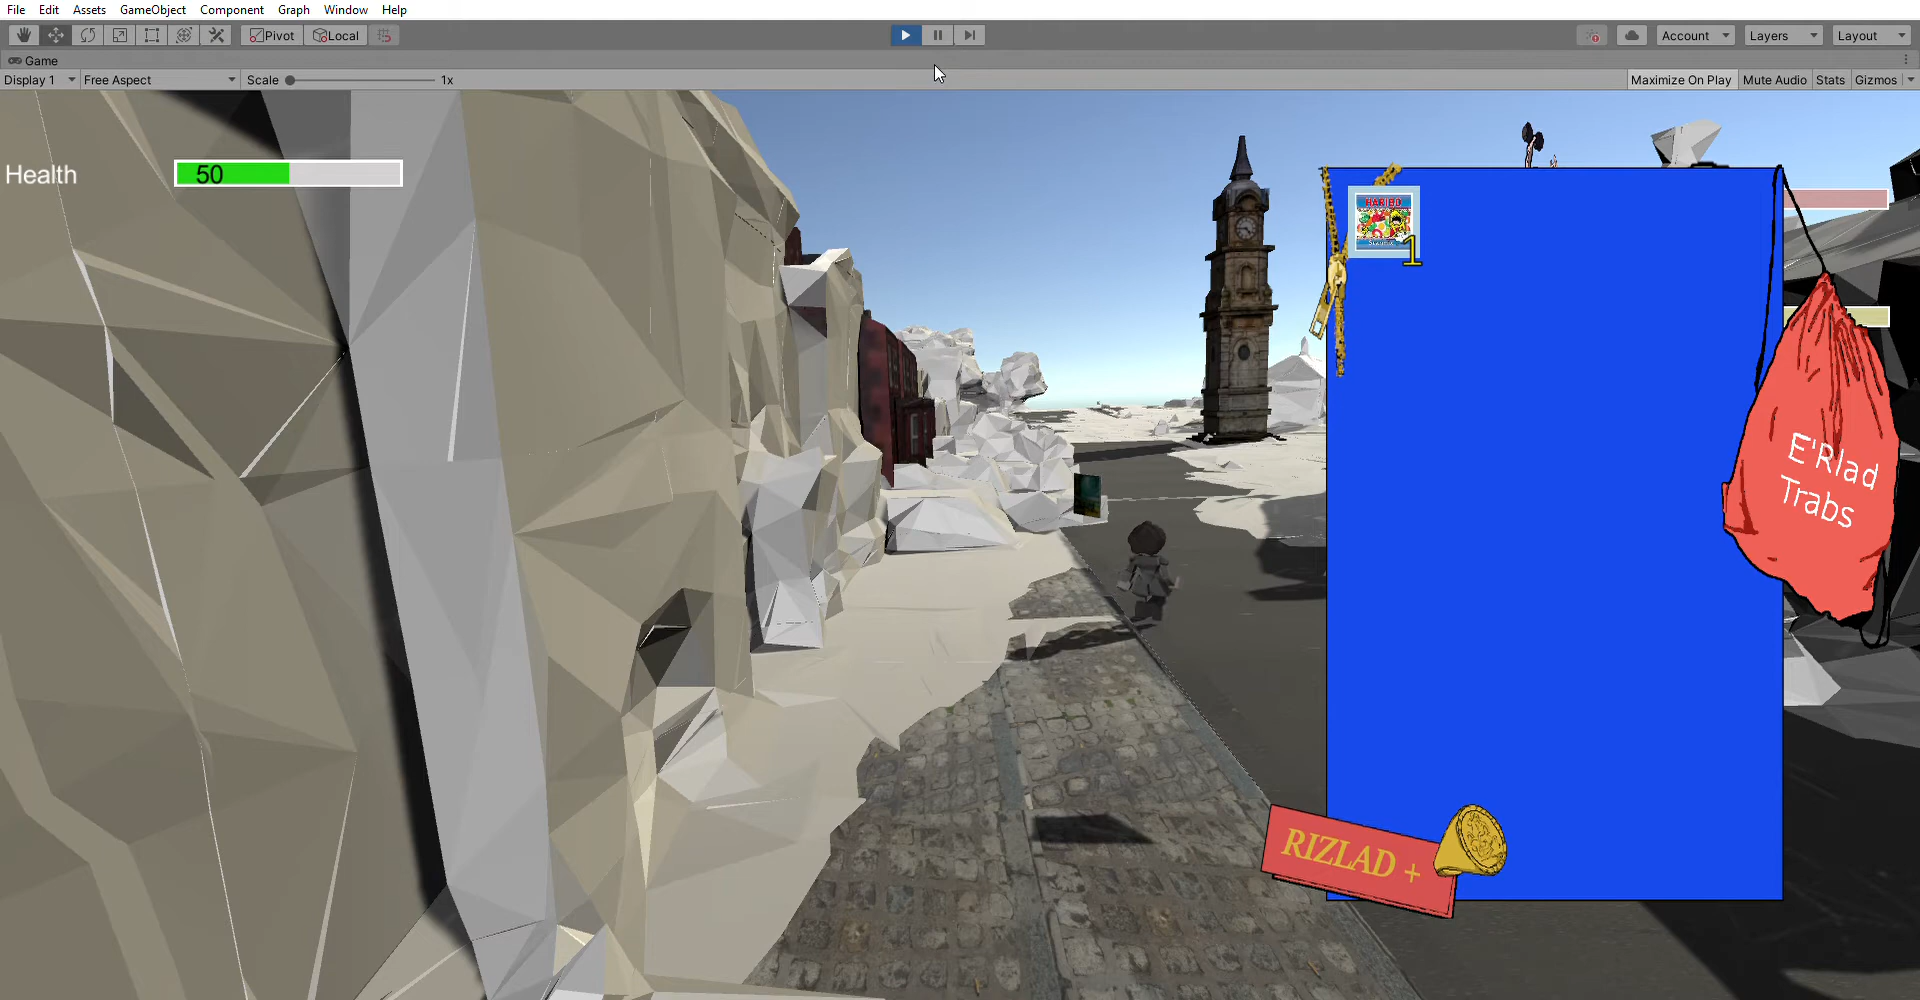 File Edit Assets GameObject Component Graph Window Help
Pivot Local Account Layers Layout
Game
Display 1 Free Aspect Scale 1x Maximize On Play Mute Audio Stats Gizmos
Health 50
HARIBO
1
E'Rlad
Trabs
RIZLAD +